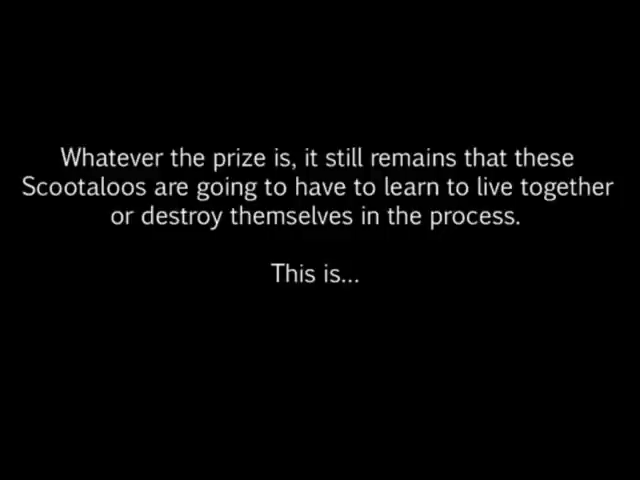 Whatever the prize is, it still remains that these
Scootaloos are going to have to learn to live together
or destroy themselves in the process.
This is...